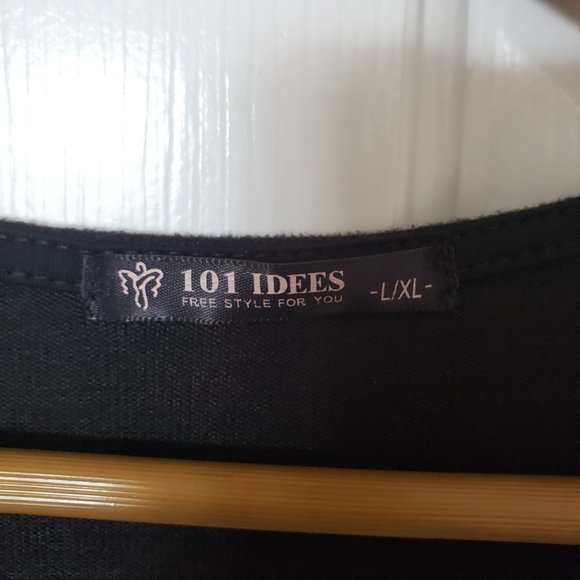 101 IDEES
FREE STYLE FOR YOU
-L/XL-